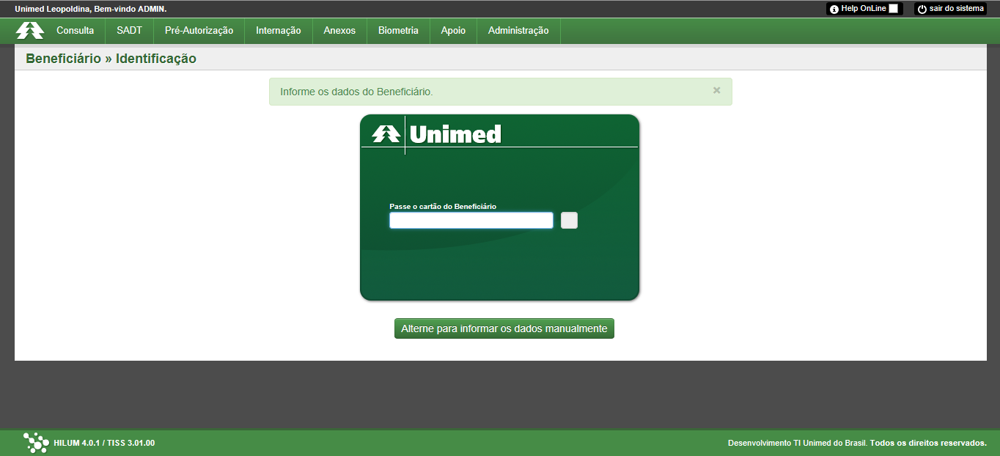 Unimed Leopoldina, Bem-vindo ADMIN.
Help OnLine
sair do sistema
Consulta
SADT
Pré-Autorização
Internação
Anexos
Biometria
Apoio
Administração
Beneficiário » Identificação
Informe os dados do Beneficiário.
×
Unimed
Passe o cartão do Beneficiário
Alterne para informar os dados manualmente
HILUM 4.0.1 / TISS 3.01.00
Desenvolvimento TI Unimed do Brasil. Todos os direitos reservados.